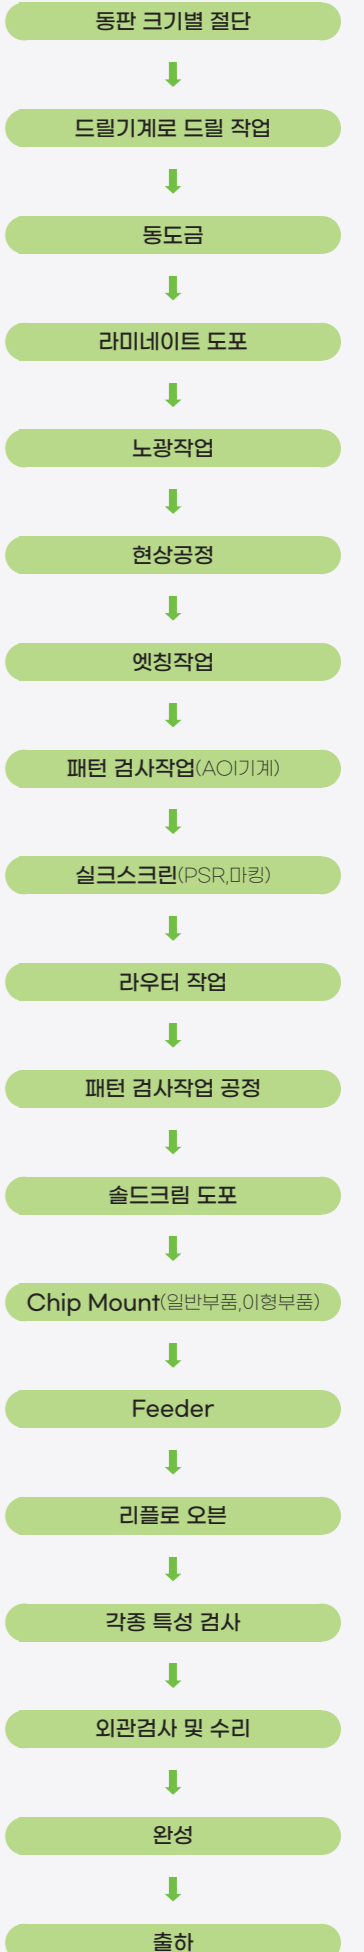 동판 크기별 절단
드릴기계로 드릴 작업
동도금
라미네이트 도포
노광작업
현상공정
엣칭작업
패턴 검사작업(AOI기계)
실크스크린(PSR,마킹)
라우터 작업
패턴 검사작업 공정
솔드크림 도포
Chip Mount(일반부품,이형부품)
Feeder
리플로 오븐
각종 특성 검사
외관검사 및 수리
완성
출하